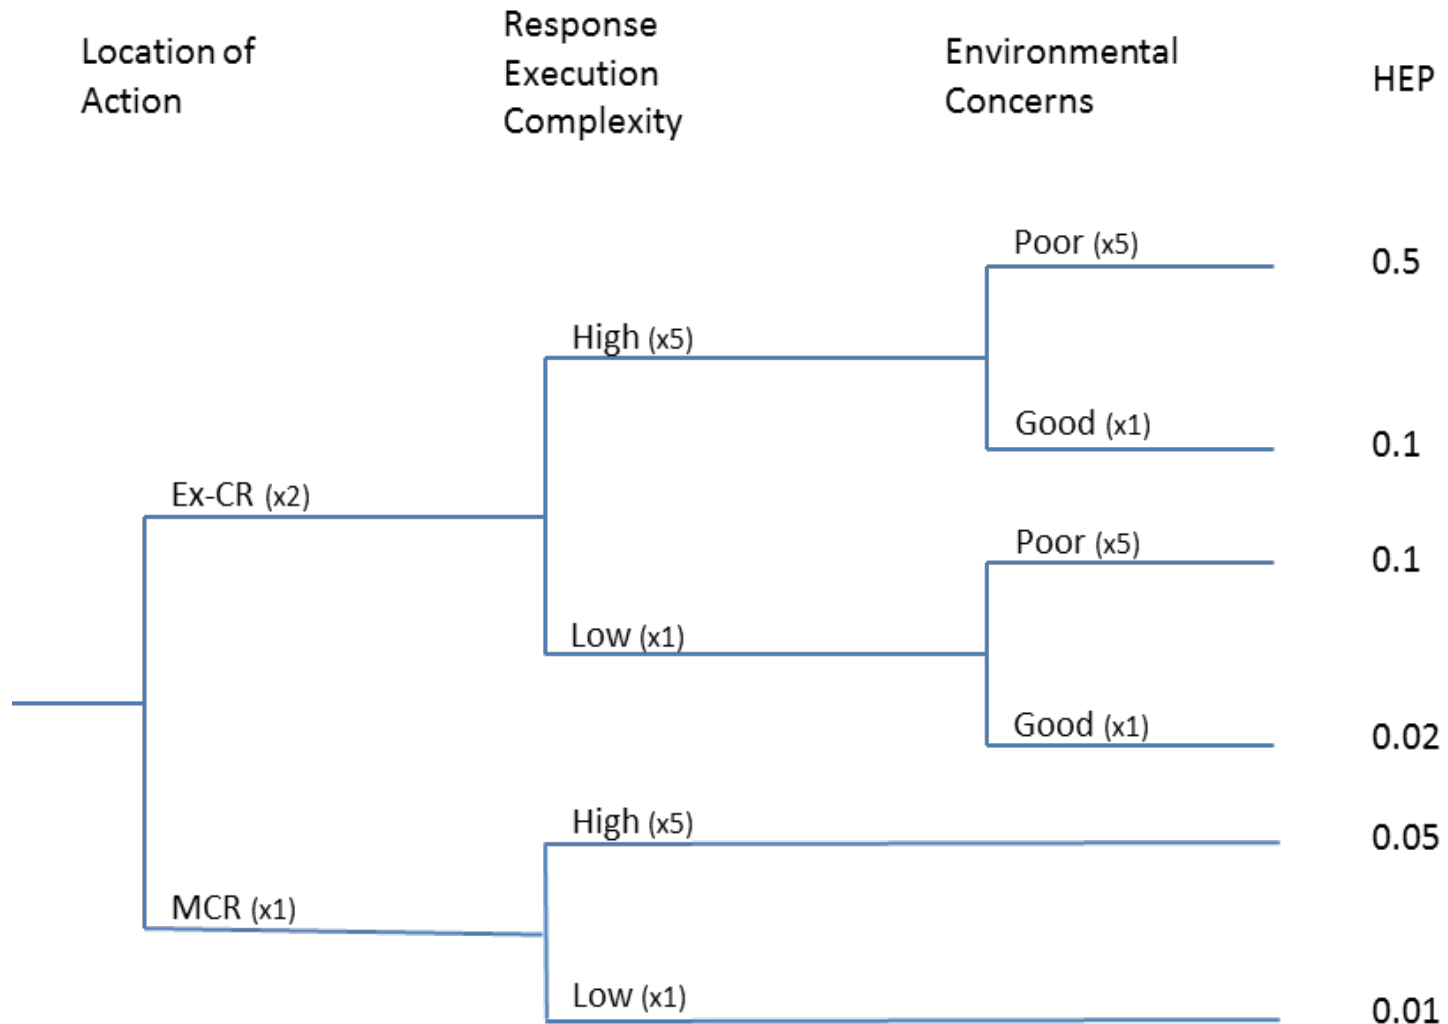 Location of
Action
Response
Execution
Complexity
Environmental
Concerns
HEP
Poor (x5)
0.5
High (x5)
Good (x1)
0.1
Ex-CR (x2)
Poor (x5)
0.1
Low (x1)
Good (x1)
0.02
High (x5)
0.05
MCR (x1)
Low (x1)
0.01